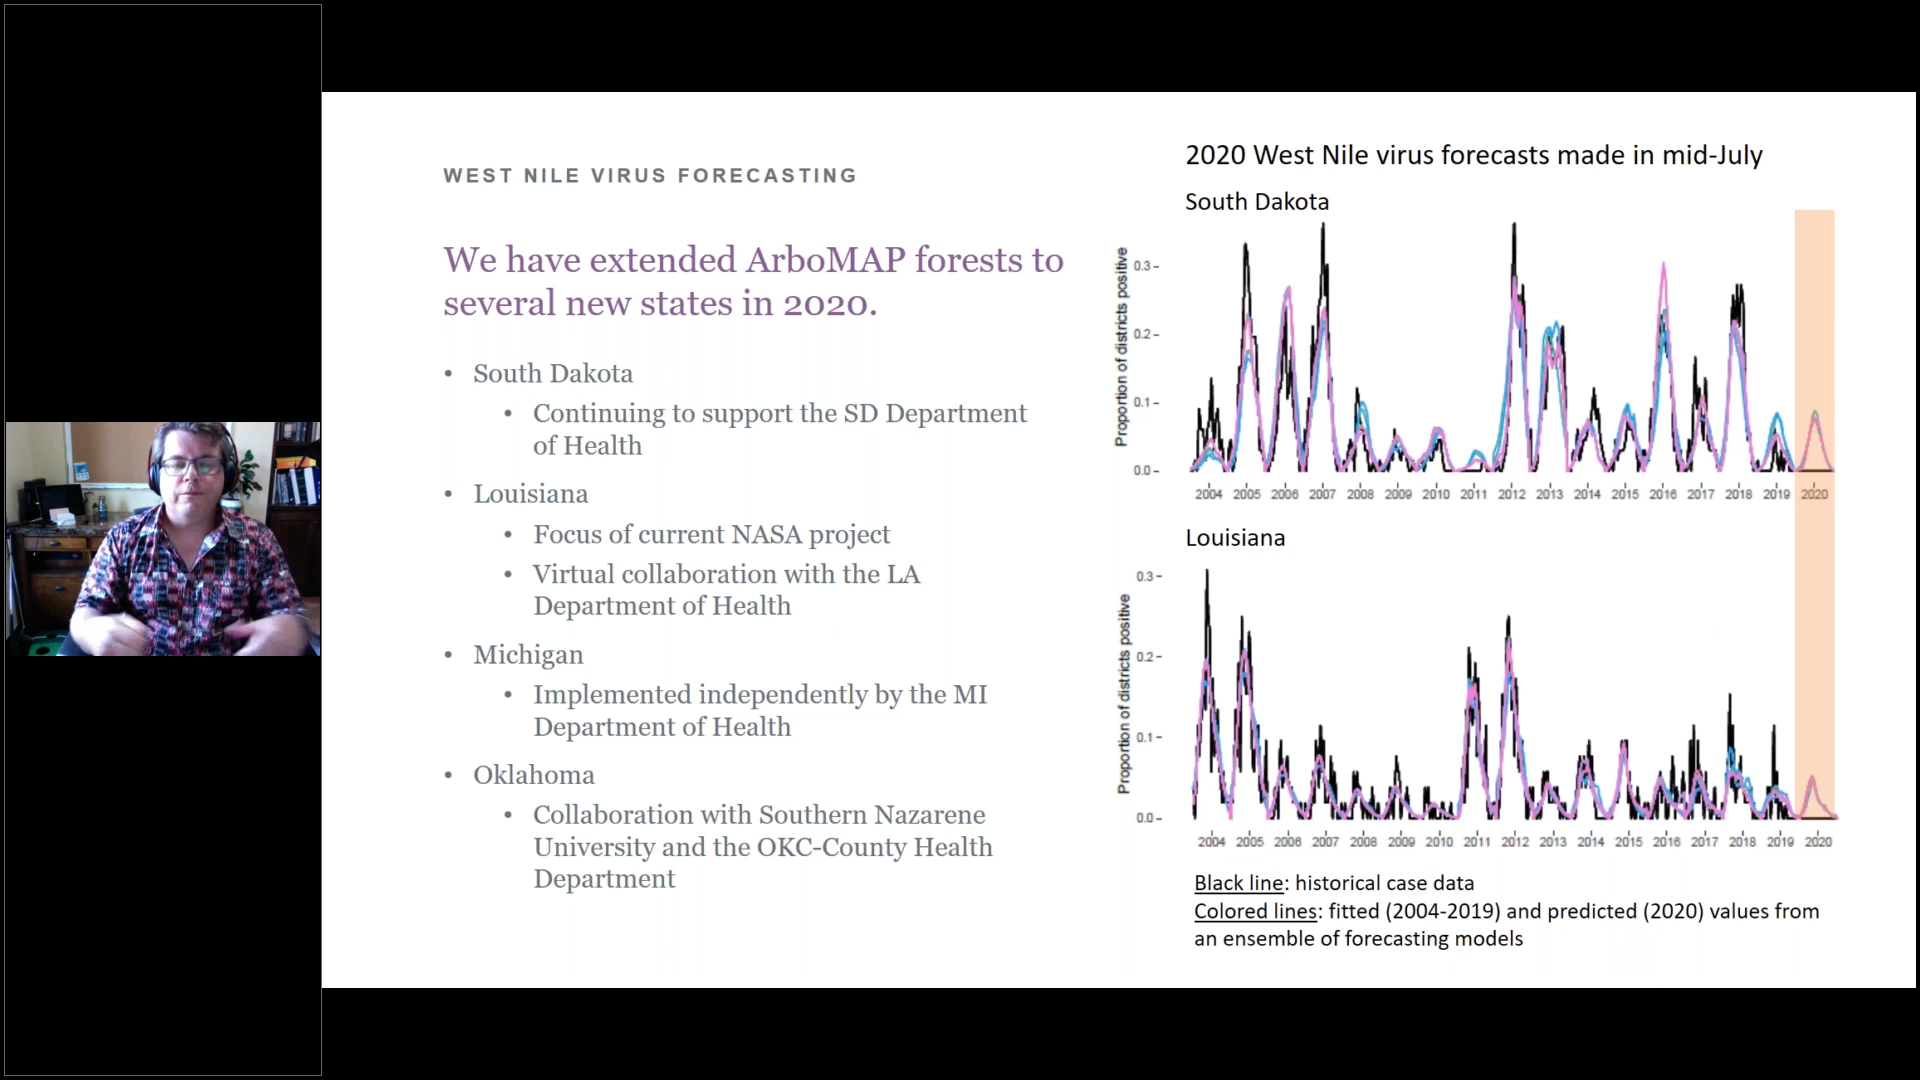 WEST NILE VIRUS FORECASTING
We have extended ArboMAP forests to
several new states in 2020.
• South Dakota
• Continuing to support the SD Department
of Health
• Louisiana
• Focus of current NASA project
• Virtual collaboration with the LA
Department of Health
• Michigan
• Implemented independently by the MI
Department of Health
• Oklahoma
• Collaboration with Southern Nazarene
University and the OKC-County Health
Department
2020 West Nile virus forecasts made in mid-July
South Dakota
Proportion of districts positive
0.3
0.2
0.1
0.0
2004 2005 2006 2007 2008 2009 2010 2011 2012 2013 2014 2015 2016 2017 2018 2019 2020
Louisiana
Proportion of districts positive
0.3
0.2
0.1
0.0
2004 2005 2006 2007 2008 2009 2010 2011 2012 2013 2014 2015 2016 2017 2018 2019 2020
Black line: historical case data
Colored lines: fitted (2004-2019) and predicted (2020) values from
an ensemble of forecasting models